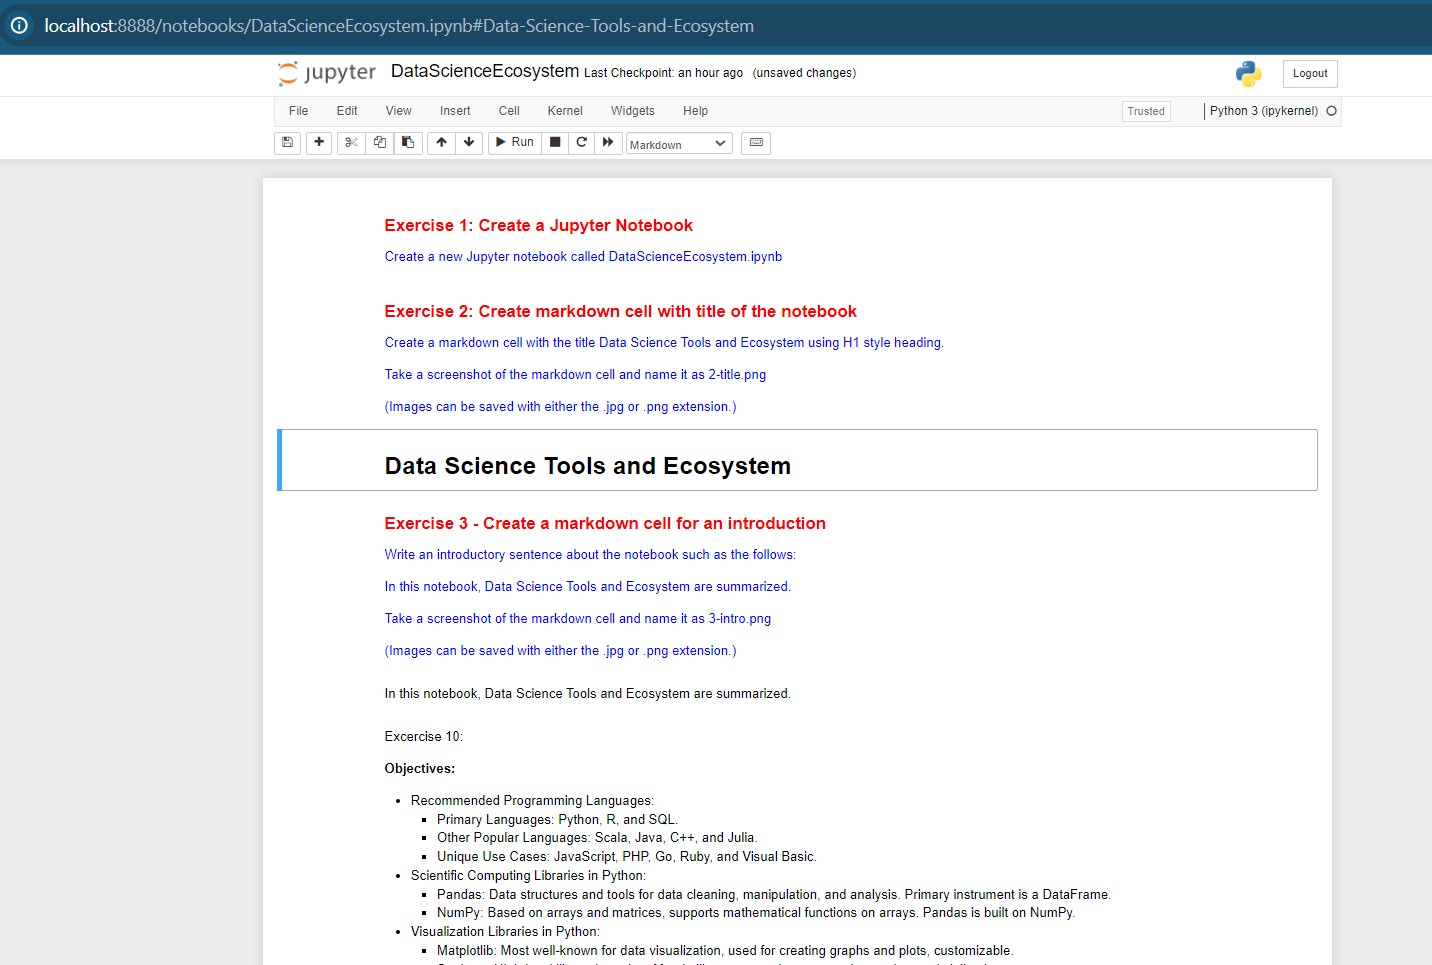 localhost:8888/notebooks/DataScienceEcosystem.ipynb#Data-Science-Tools-and-Ecosystem
jupyter DataScienceEcosystem Last Checkpoint: an hour ago (unsaved changes)
Logout
File Edit View Insert Cell Kernel Widgets Help
Trusted
Python 3 (ipykernel)
Run
Markdown
Exercise 1: Create a Jupyter Notebook
Create a new Jupyter notebook called DataScienceEcosystem.ipynb
Exercise 2: Create markdown cell with title of the notebook
Create a markdown cell with the title Data Science Tools and Ecosystem using H1 style heading.
Take a screenshot of the markdown cell and name it as 2-title.png
(Images can be saved with either the .jpg or .png extension.)
Data Science Tools and Ecosystem
Exercise 3 - Create a markdown cell for an introduction
Write an introductory sentence about the notebook such as the follows:
In this notebook, Data Science Tools and Ecosystem are summarized.
Take a screenshot of the markdown cell and name it as 3-intro.png
(Images can be saved with either the .jpg or .png extension.)
In this notebook, Data Science Tools and Ecosystem are summarized.
Excercise 10:
Objectives:
• Recommended Programming Languages:
▪ Primary Languages: Python, R, and SQL.
▪ Other Popular Languages: Scala, Java, C++, and Julia.
▪ Unique Use Cases: JavaScript, PHP, Go, Ruby, and Visual Basic.
• Scientific Computing Libraries in Python:
▪ Pandas: Data structures and tools for data cleaning, manipulation, and analysis. Primary instrument is a DataFrame.
▪ NumPy: Based on arrays and matrices, supports mathematical functions on arrays. Pandas is built on NumPy.
• Visualization Libraries in Python:
▪ Matplotlib: Most well-known for data visualization, used for creating graphs and plots, customizable.